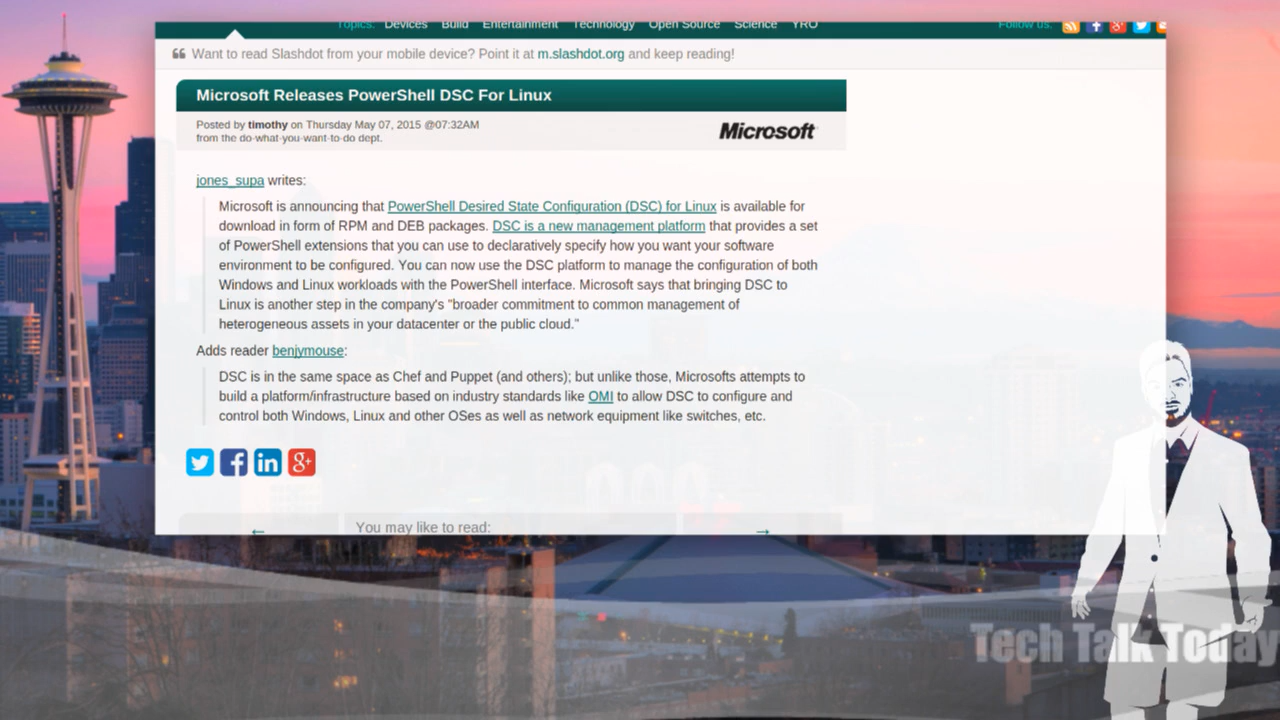 Topics: Devices Build Entertainment Technology Open Source Science YRO Follow us:
Want to read Slashdot from your mobile device? Point it at m.slashdot.org and keep reading!
Microsoft Releases PowerShell DSC For Linux
Posted by timothy on Thursday May 07, 2015 @07:32AM
from the do-what-you-want-to-do dept.
Microsoft
jones_supa writes:
Microsoft is announcing that PowerShell Desired State Configuration (DSC) for Linux is available for
download in form of RPM and DEB packages. DSC is a new management platform that provides a set
of PowerShell extensions that you can use to declaratively specify how you want your software
environment to be configured. You can now use the DSC platform to manage the configuration of both
Windows and Linux workloads with the PowerShell interface. Microsoft says that bringing DSC to
Linux is another step in the company's "broader commitment to common management of
heterogeneous assets in your datacenter or the public cloud."
Adds reader benjymouse:
DSC is in the same space as Chef and Puppet (and others); but unlike those, Microsofts attempts to
build a platform/infrastructure based on industry standards like OMI to allow DSC to configure and
control both Windows, Linux and other OSes as well as network equipment like switches, etc.
← You may like to read: →
Tech Talk Today